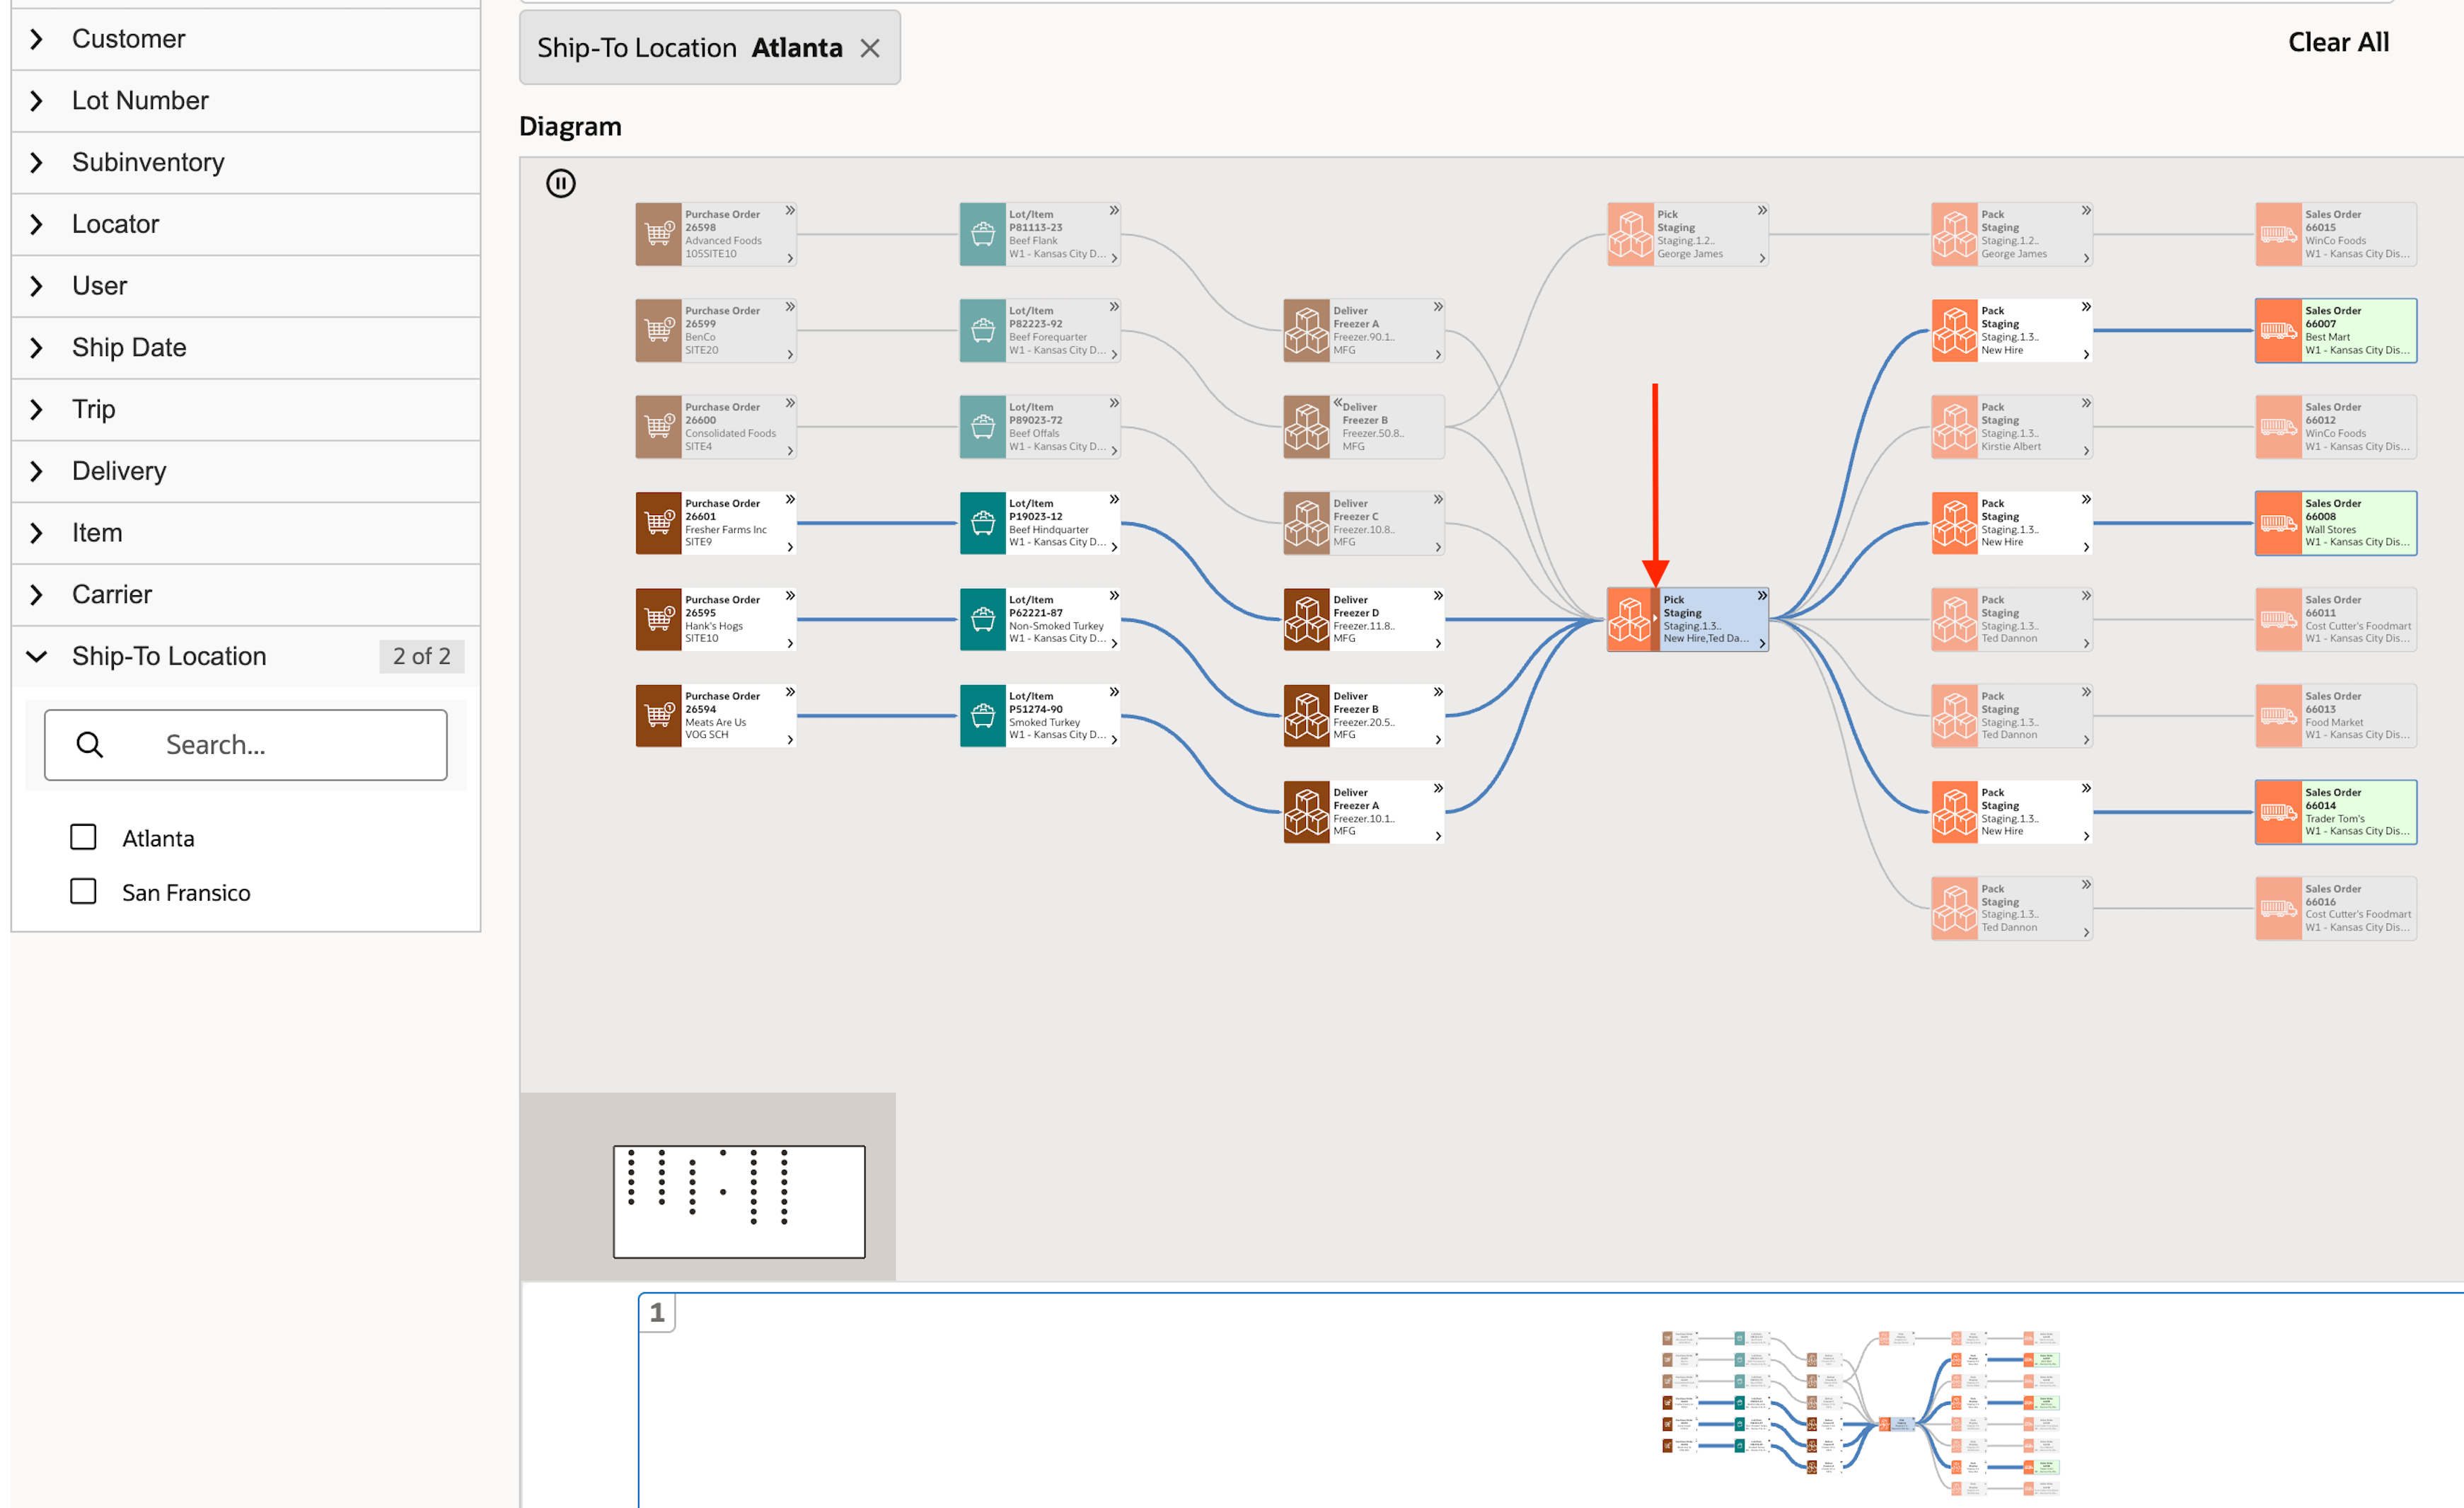 Customer
Lot Number
Subinventory
Locator
User
Ship Date
Trip
Delivery
Item
Carrier
Ship-To Location 2 of 2
Search...
Atlanta
San Fransico
Ship-To Location Atlanta
Clear All
Diagram
Purchase Order
26598
Advanced Foods
105SITE10
Lot/Item
P81113-23
Beef Flank
W1 - Kansas City D...
Pick
Staging
Staging.1.2..
George James
Pack
Staging
Staging.1.2..
George James
Sales Order
66015
WinCo Foods
W1 - Kansas City Dis...
Purchase Order
26599
BenCo
SITE20
Lot/Item
P82223-92
Beef Forequarter
W1 - Kansas City D...
Deliver
Freezer A
Freezer.90.1..
MFG
Pack
Staging
Staging.1.3..
New Hire
Sales Order
66007
Best Mart
W1 - Kansas City Dis...
Purchase Order
26600
Consolidated Foods
SITE4
Lot/Item
P89023-72
Beef Offals
W1 - Kansas City D...
Deliver
Freezer B
Freezer.50.8..
MFG
Pack
Staging
Staging.1.3..
Kirstie Albert
Sales Order
66012
WinCo Foods
W1 - Kansas City Dis...
Purchase Order
26601
Fresher Farms Inc
SITE9
Lot/Item
P19023-12
Beef Hindquarter
W1 - Kansas City D...
Deliver
Freezer C
Freezer.10.8..
MFG
Pack
Staging
Staging.1.3..
New Hire
Sales Order
66008
Wall Stores
W1 - Kansas City Dis...
Purchase Order
26595
Hank's Hogs
SITE10
Lot/Item
P62221-87
Non-Smoked Turkey
W1 - Kansas City D...
Deliver
Freezer D
Freezer.11.8..
MFG
Pick
Staging
Staging.1.3..
New Hire,Ted Da...
Pack
Staging
Staging.1.3..
Ted Dannon
Sales Order
66011
Cost Cutter's Foodmart
W1 - Kansas City Dis...
Purchase Order
26594
Meats Are Us
VOG SCH
Lot/Item
P51274-90
Smoked Turkey
W1 - Kansas City D...
Deliver
Freezer B
Freezer.20.5..
MFG
Pack
Staging
Staging.1.3..
Ted Dannon
Sales Order
66013
Food Market
W1 - Kansas City Dis...
Deliver
Freezer A
Freezer.10.1..
MFG
Pack
Staging
Staging.1.3..
New Hire
Sales Order
66014
Trader Tom's
W1 - Kansas City Dis...
Pack
Staging
Staging.1.3..
Ted Dannon
Sales Order
66016
Cost Cutter's Foodmart
W1 - Kansas City Dis...
1